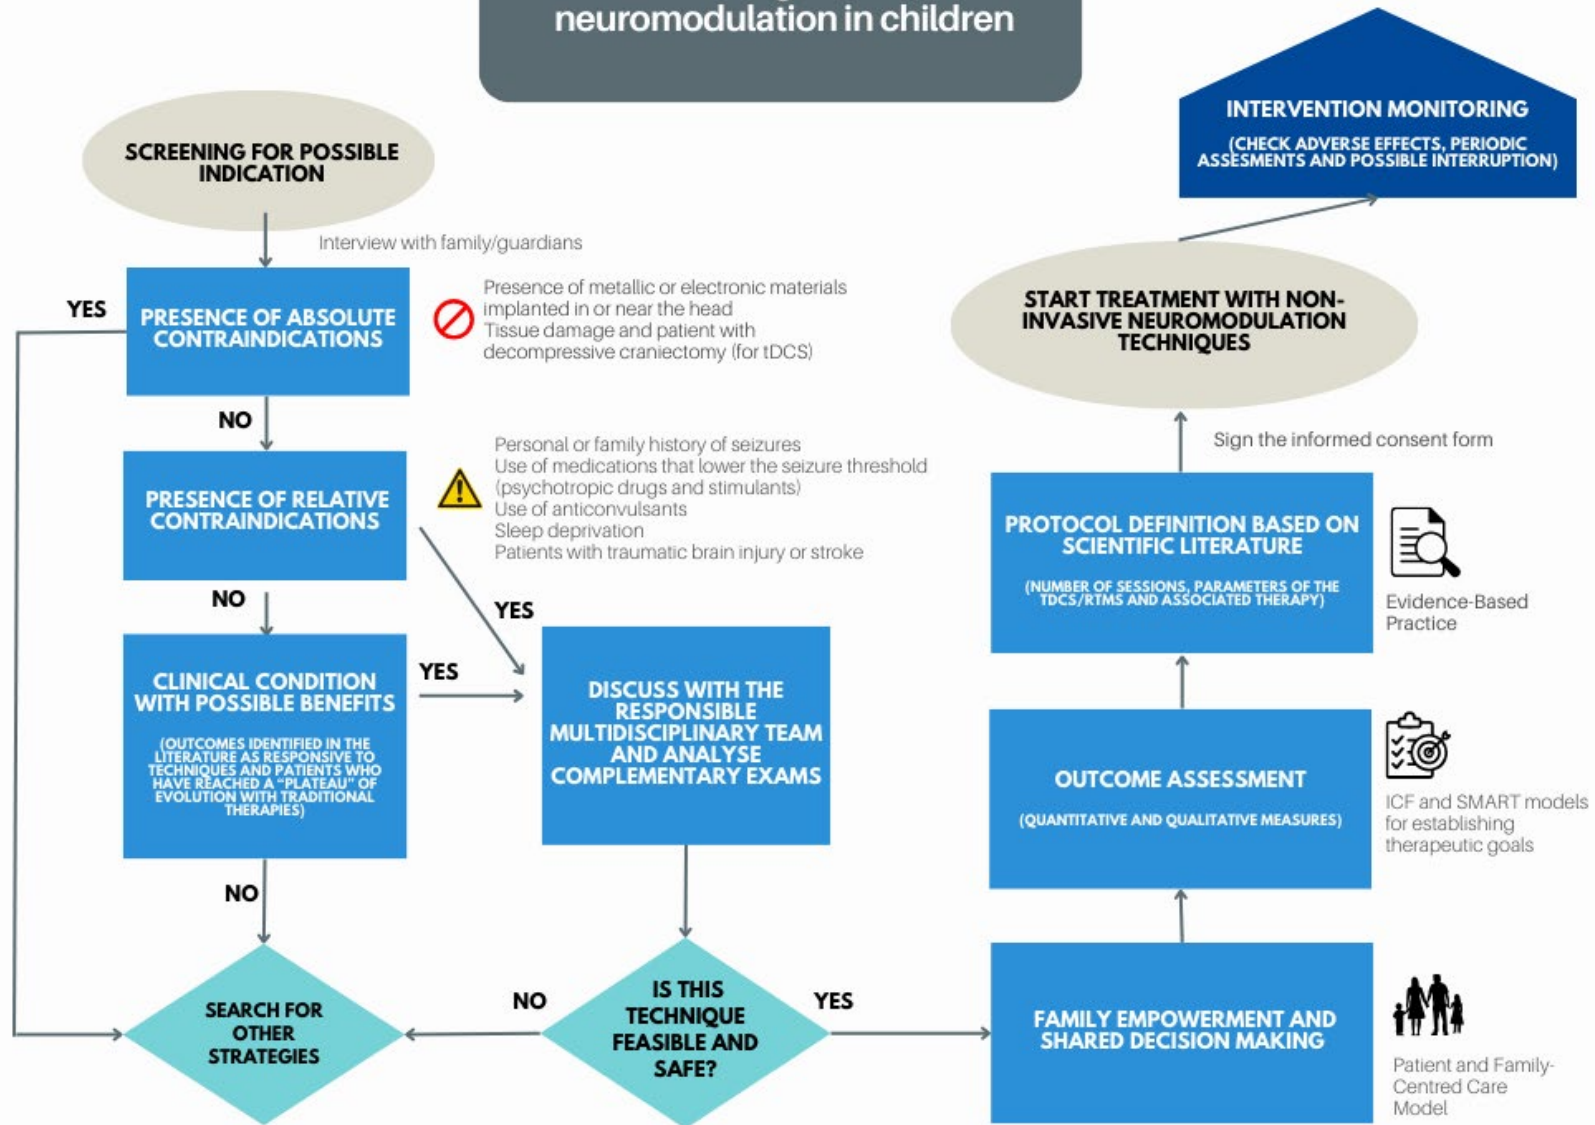 neuromodulation in children
SCREENING FOR POSSIBLE
INDICATION
Interview with family/guardians
YES
PRESENCE OF ABSOLUTE
CONTRAINDICATIONS
Presence of metallic or electronic materials
implanted in or near the head
Tissue damage and patient with
decompressive craniectomy (for tDCS)
NO
PRESENCE OF RELATIVE
CONTRAINDICATIONS
Personal or family history of seizures
Use of medications that lower the seizure threshold
(psychotropic drugs and stimulants)
Use of anticonvulsants
Sleep deprivation
Patients with traumatic brain injury or stroke
NO
YES
CLINICAL CONDITION
WITH POSSIBLE BENEFITS
(OUTCOMES IDENTIFIED IN THE
LITERATURE AS RESPONSIVE TO
TECHNIQUES AND PATIENTS WHO
HAVE REACHED A "PLATEAU" OF
EVOLUTION WITH TRADITIONAL
THERAPIES)
YES
DISCUSS WITH THE
RESPONSIBLE
MULTIDISCIPLINARY TEAM
AND ANALYSE
COMPLEMENTARY EXAMS
NO
SEARCH FOR
OTHER
STRATEGIES
NO
IS THIS
TECHNIQUE
FEASIBLE AND
SAFE?
YES
FAMILY EMPOWERMENT AND
SHARED DECISION MAKING
Patient and Family-
Centred Care
Model
OUTCOME ASSESSMENT
(QUANTITATIVE AND QUALITATIVE MEASURES)
ICF and SMART models
for establishing
therapeutic goals
PROTOCOL DEFINITION BASED ON
SCIENTIFIC LITERATURE
(NUMBER OF SESSIONS, PARAMETERS OF THE
TDCS/RTMS AND ASSOCIATED THERAPY)
Evidence-Based
Practice
Sign the informed consent form
START TREATMENT WITH NON-
INVASIVE NEUROMODULATION
TECHNIQUES
INTERVENTION MONITORING
(CHECK ADVERSE EFFECTS, PERIODIC
ASSESMENTS AND POSSIBLE INTERRUPTION)